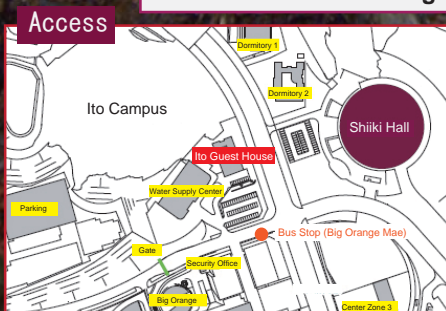 Access
Dormitory 1
Dormitory 2
Ito Campus
Shiiki Hall
Ito Guest House
Water Supply Center
Parking
Bus Stop (Big Orange Mae)
Gate
Security Office
Big Orange
Center Zone 3